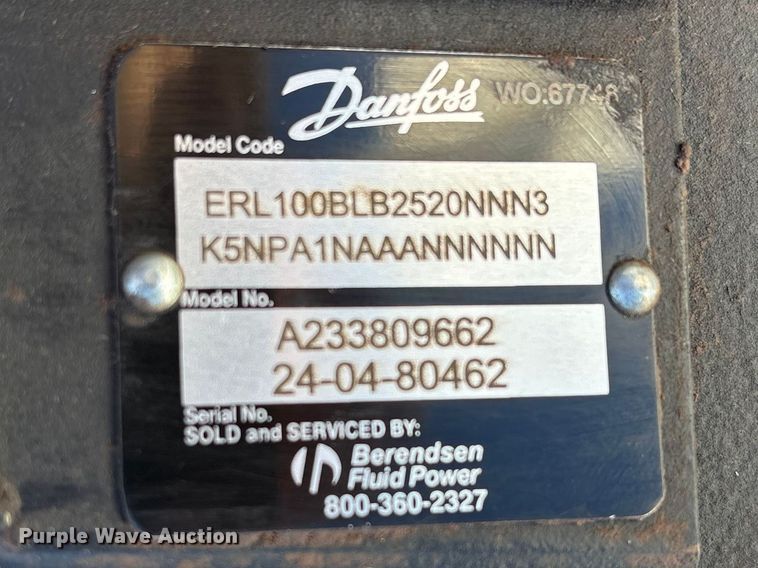 Danfoss WO:67748
Model Code
ERL100BLB2520NNN3
K5NPA1NAAANNNNNN
Model No.
A233809662
24-04-80462
Serial No.
SOLD and SERVICED BY:
Berendsen
Fluid Power
800-360-2327
Purple Wave Auction